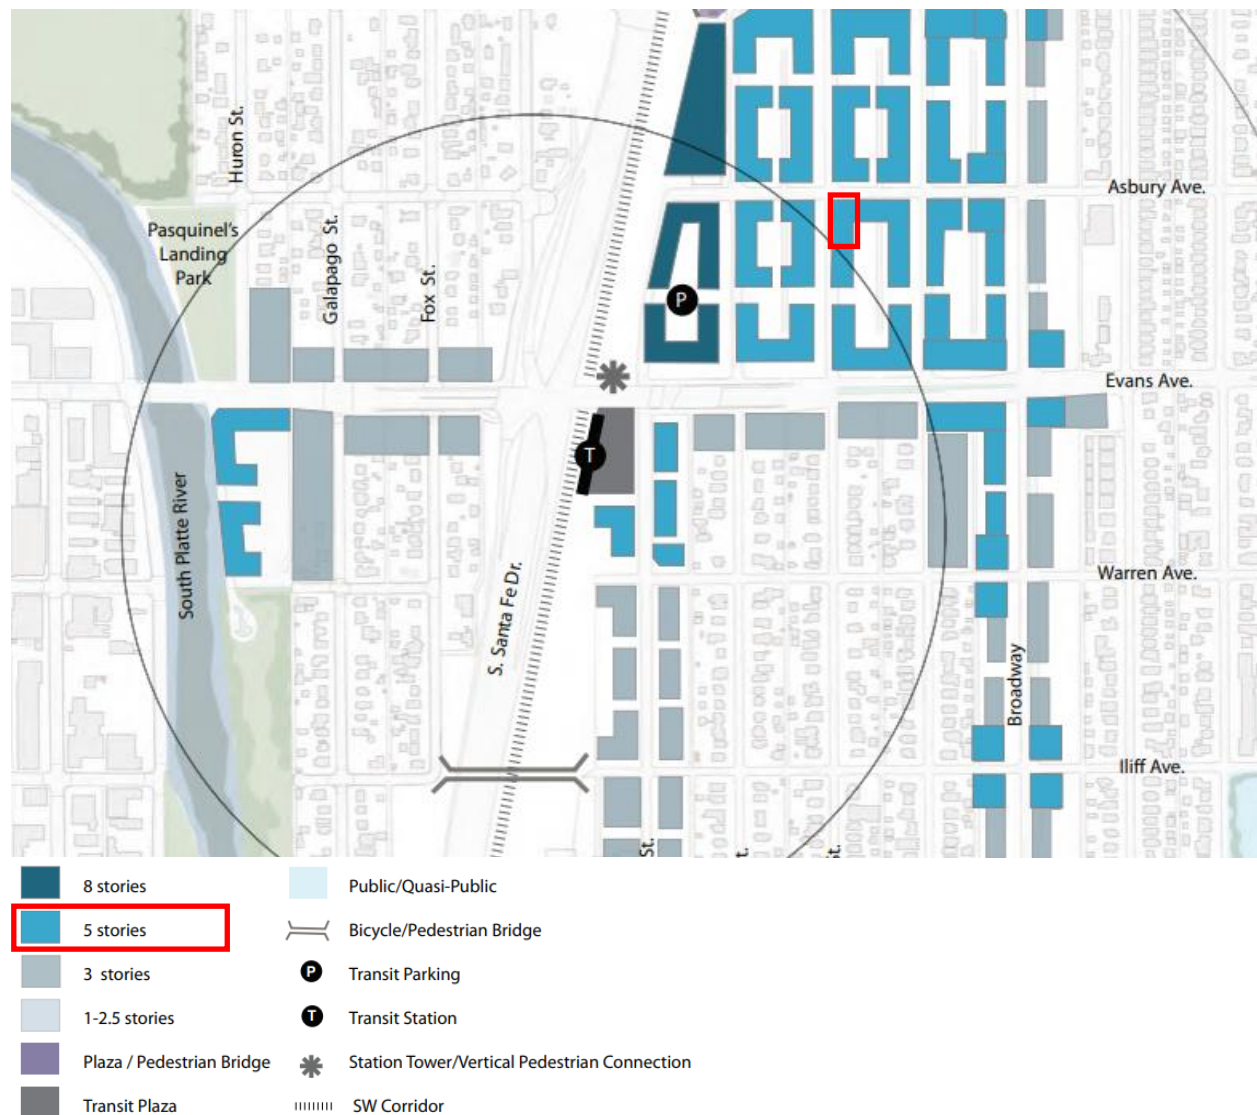 Huron St.
Asbury Ave.
Pasquinel's
Landing
Park
Galapago St.
Fox St.
P
Evans Ave.
T
South Platte River
S. Santa Fe Dr.
Warren Ave.
Broadway
Iliff Ave.
St.
t.
St.
8 stories
Public/Quasi-Public
5 stories
Bicycle/Pedestrian Bridge
3 stories
P Transit Parking
1-2.5 stories
T Transit Station
Plaza / Pedestrian Bridge
Station Tower/Vertical Pedestrian Connection
Transit Plaza
SW Corridor